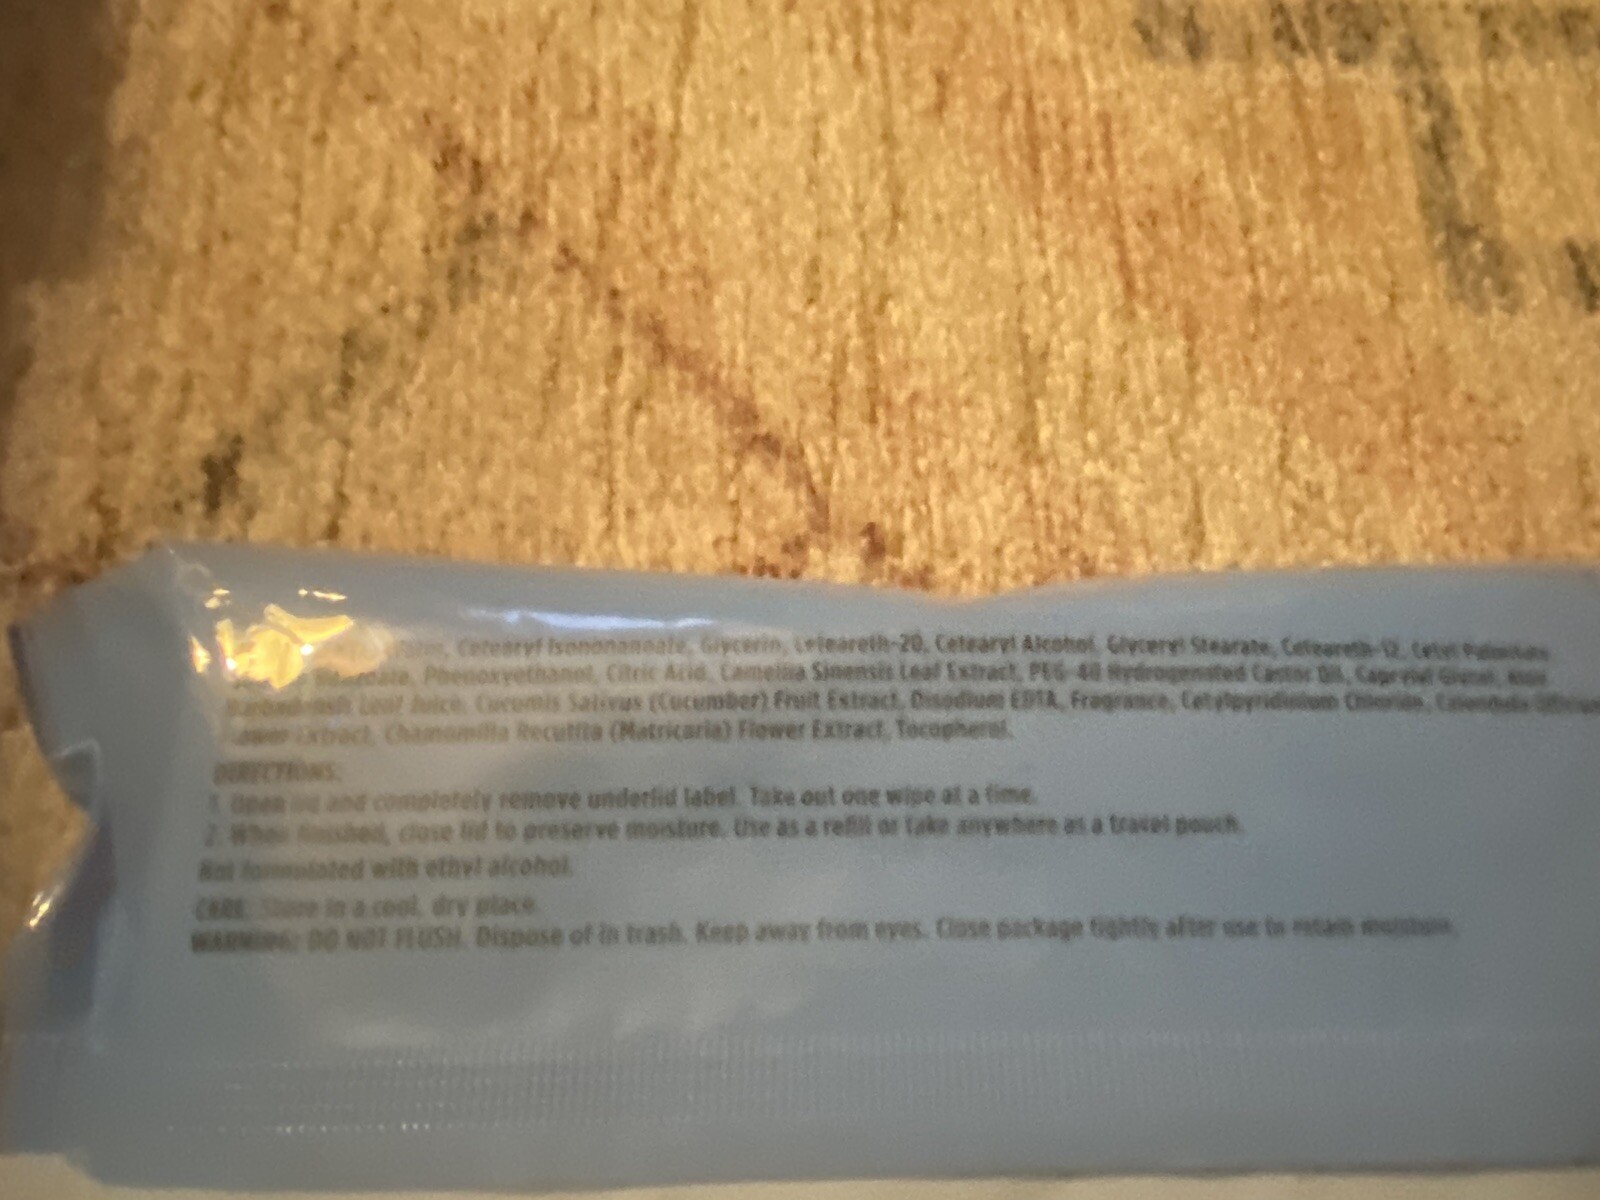 Cetearyl Isononanoate, Glycerin, Ceteareth-20, Cetearyl Alcohol, Glyceryl Stearate, Ceteareth-12, Cetyl Palmitate
Phenoxyethanol, Citric Acid, Camellia Sinensis Leaf Extract, PEG-40 Hydrogenated Castor Oil, Caprylyl Glycol,
Barbadensis Leaf Juice, Cucumis Sativus (Cucumber) Fruit Extract, Disodium EDTA, Fragrance, Cetylpyridinium Chloride, Calendula
Extract, Chamomilla Recutita (Matricaria) Flower Extract, Tocopherol.
DIRECTIONS:
1. Open lid and completely remove underlid label. Take out one wipe at a time.
2. When finished, close lid to preserve moisture. Use as a refill or take anywhere as a travel pouch.
Not formulated with ethyl alcohol.
CARE: Store in a cool, dry place.
WARNING: DO NOT FLUSH. Dispose of in trash. Keep away from eyes. Close package tightly after use to retain moisture.